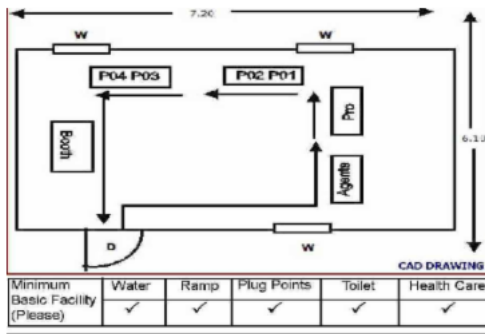 7.20
W
W
P04 P03
P02 P01
Pro
6.10
Booth
Agents
D
W
CAD DRAWING
Minimum Basic Facility (Please) Water Ramp Plug Points Toilet Health Care
✓ ✓ ✓ ✓ ✓